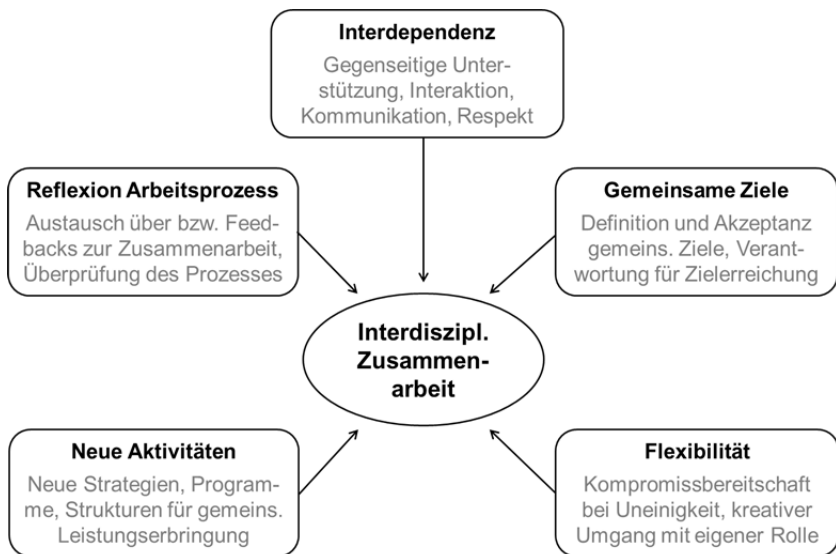 Interdependenz
Gegenseitige Unter-
stützung, Interaktion,
Kommunikation, Respekt
Reflexion Arbeitsprozess
Austausch über bzw. Feed-
backs zur Zusammenarbeit,
Überprüfung des Prozesses
Gemeinsame Ziele
Definition und Akzeptanz
gemeins. Ziele, Verant-
wortung für Zielerreichung
Interdiszipl.
Zusammen-
arbeit
Neue Aktivitäten
Neue Strategien, Program-
me, Strukturen für gemeins.
Leistungserbringung
Flexibilität
Kompromissbereitschaft
bei Uneinigkeit, kreativer
Umgang mit eigener Rolle